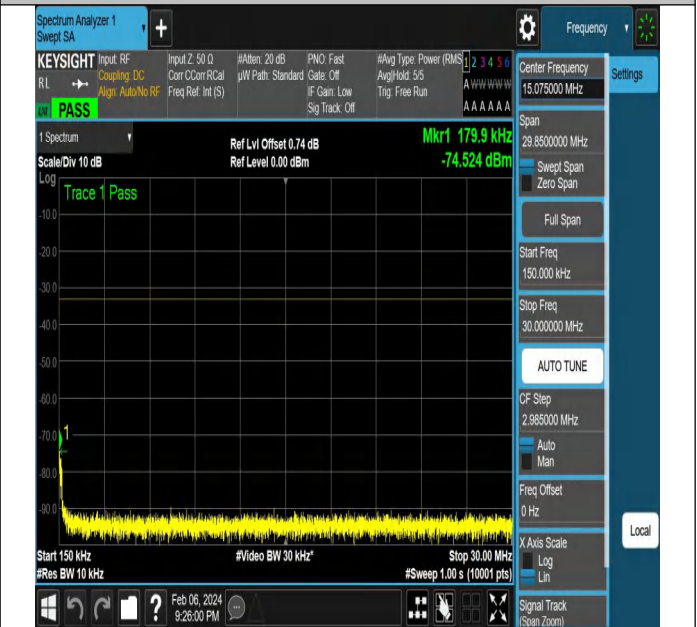 Spectrum Analyzer 1
Swept SA
+
Frequency
KEYSIGHT
RL
PASS
Input: RF
Coupling: DC
Align: Auto/No RF
Input Z: 50 Ω
Corr CCorr RCal
Freq Ref: Int (S)
#Atten: 20 dB
µW Path: Standard
PNO: Fast
Gate: Off
IF Gain: Low
Sig Track: Off
#Avg Type: Power (RMS
Avg|Hold: 5/5
Trig: Free Run
1 2 3 4 5 6
A W W W W W
A A A A A A
1 Spectrum
Scale/Div 10 dB
Ref Lvl Offset 0.74 dB
Ref Level 0.00 dBm
Mkr1 179.9 kHz
-74.524 dBm
Log
Trace 1 Pass
-10.0
-20.0
-30.0
-40.0
-50.0
-60.0
-70.0
1
-80.0
-90.0
Start 150 kHz
#Res BW 10 kHz
#Video BW 30 kHz*
Stop 30.00 MHz
#Sweep 1.00 s (10001 pts)
?
Feb 06, 2024
9:26:00 PM
Center Frequency
15.075000 MHz
Settings
Span
29.8500000 MHz
Swept Span
Zero Span
Full Span
Start Freq
150.000 kHz
Stop Freq
30.000000 MHz
AUTO TUNE
CF Step
2.985000 MHz
Auto
Man
Freq Offset
0 Hz
X Axis Scale
Log
Lin
Local
Signal Track
(Span Zoom)